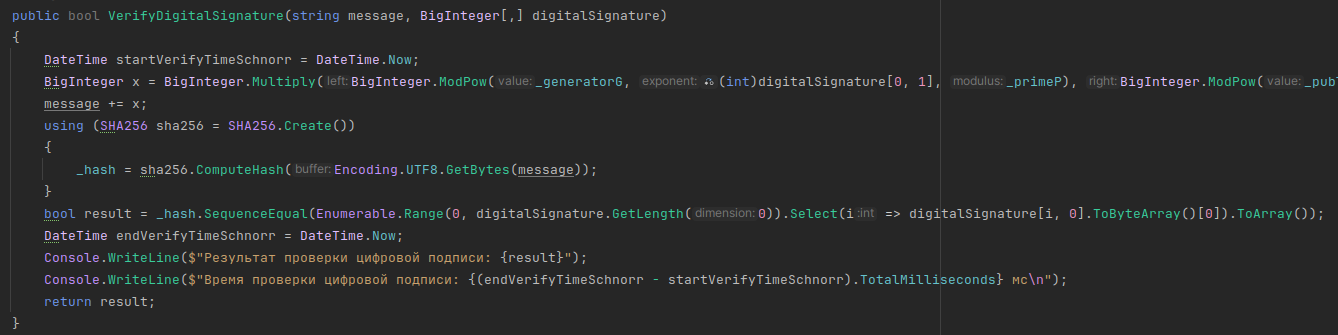 public bool VerifyDigitalSignature(string message, BigInteger[,] digitalSignature)
{
DateTime startVerifyTimeSchnorr = DateTime.Now;
BigInteger x = BigInteger.Multiply(left:BigInteger.ModPow(value:_generatorG, exponent:(int)digitalSignature[0, 1], modulus:_primeP), right:BigInteger.ModPow(value:_publ
message += x;
using (SHA256 sha256 = SHA256.Create())
{
_hash = sha256.ComputeHash(buffer:Encoding.UTF8.GetBytes(message));
}
bool result = _hash.SequenceEqual(Enumerable.Range(0, digitalSignature.GetLength(dimension:0)).Select(i:int => digitalSignature[i, 0].ToByteArray()[0]).ToArray());
DateTime endVerifyTimeSchnorr = DateTime.Now;
Console.WriteLine($"Результат проверки цифровой подписи: {result}");
Console.WriteLine($"Время проверки цифровой подписи: {(endVerifyTimeSchnorr - startVerifyTimeSchnorr).TotalMilliseconds} мс\n");
return result;
}